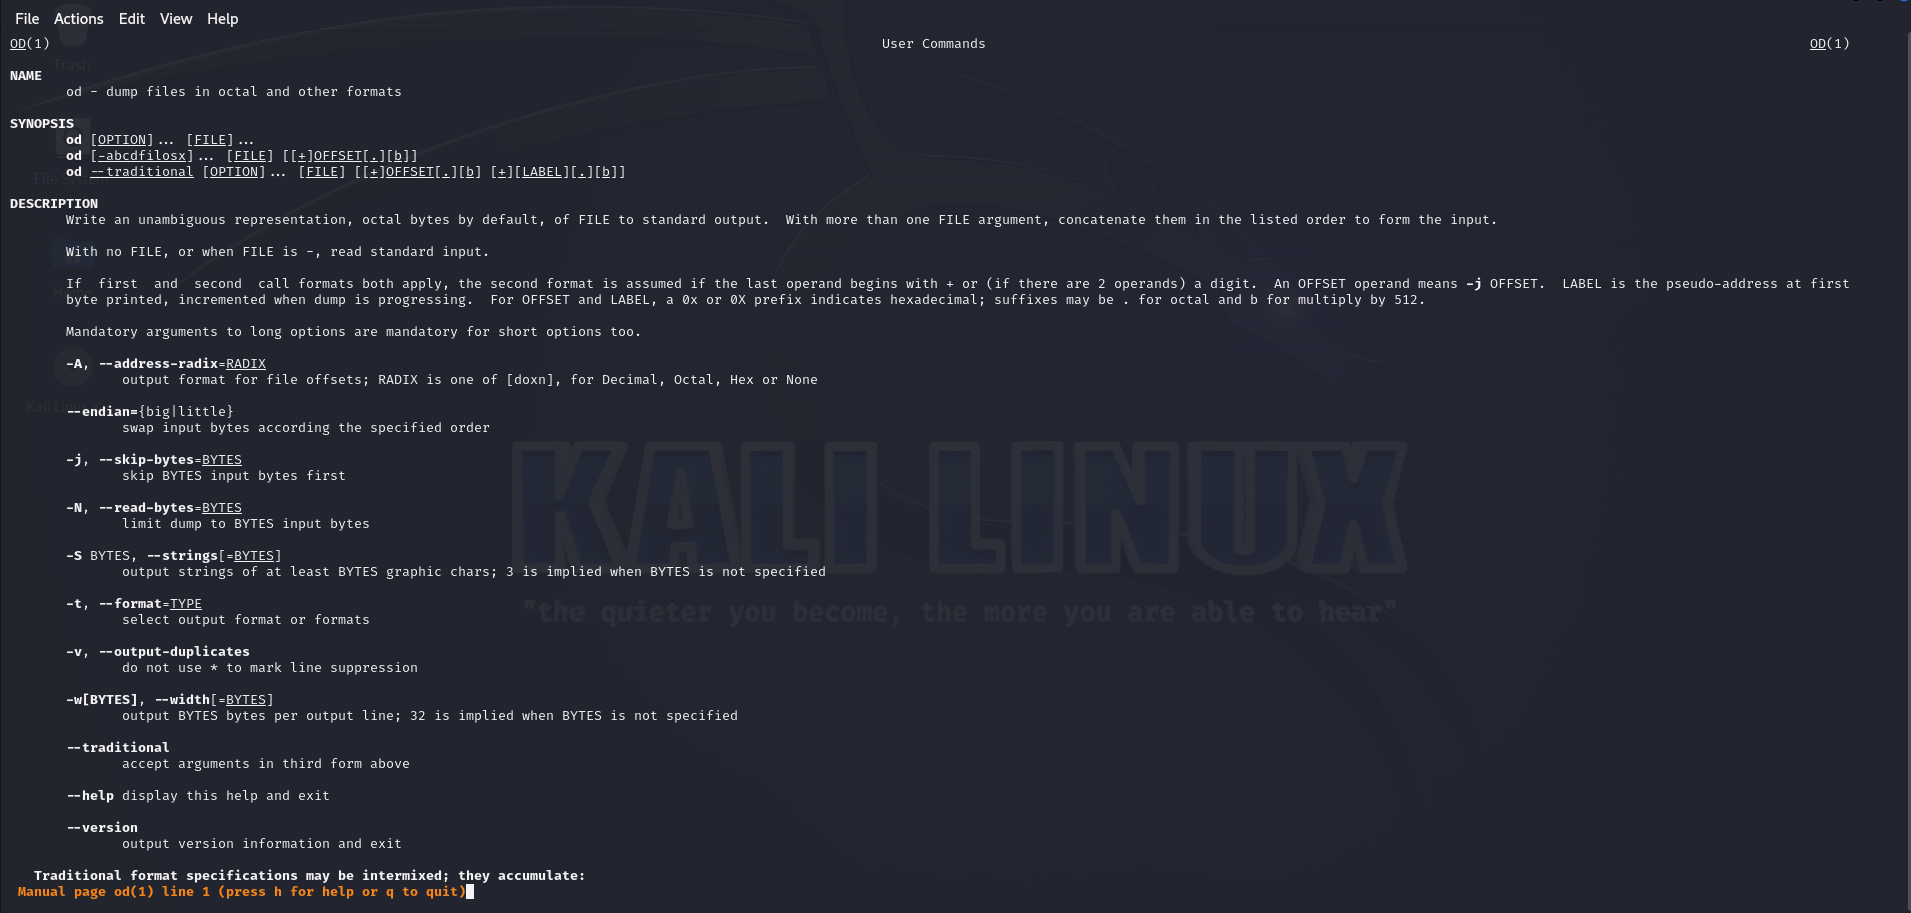 File Actions Edit View Help
OD(1) User Commands OD(1)
Trash
NAME
od - dump files in octal and other formats
SYNOPSIS
od [OPTION]... [FILE]...
od [-abcdfilosx]... [FILE] [[+]OFFSET[.][b]]
od --traditional [OPTION]... [FILE] [[+]OFFSET[.][b] [+][LABEL][.][b]]
File System
DESCRIPTION
Write an unambiguous representation, octal bytes by default, of FILE to standard output.  With more than one FILE argument, concatenate them in the listed order to form the input.
With no FILE, or when FILE is -, read standard input.
If  first  and  second  call formats both apply, the second format is assumed if the last operand begins with + or (if there are 2 operands) a digit.  An OFFSET operand means -j OFFSET.  LABEL is the pseudo-address at first
byte printed, incremented when dump is progressing.  For OFFSET and LABEL, a 0x or 0X prefix indicates hexadecimal; suffixes may be . for octal and b for multiply by 512.
Mandatory arguments to long options are mandatory for short options too.
-A, --address-radix=RADIX
output format for file offsets; RADIX is one of [doxn], for Decimal, Octal, Hex or None
Kali Linux
--endian={big|little}
swap input bytes according the specified order
-j, --skip-bytes=BYTES
skip BYTES input bytes first
-N, --read-bytes=BYTES
limit dump to BYTES input bytes
KALI LINUX
-S BYTES, --strings[=BYTES]
output strings of at least BYTES graphic chars; 3 is implied when BYTES is not specified
-t, --format=TYPE
select output format or formats
"the quieter you become, the more you are able to hear"
-v, --output-duplicates
do not use * to mark line suppression
-w[BYTES], --width[=BYTES]
output BYTES bytes per output line; 32 is implied when BYTES is not specified
--traditional
accept arguments in third form above
--help display this help and exit
--version
output version information and exit
Traditional format specifications may be intermixed; they accumulate:
Manual page od(1) line 1 (press h for help or q to quit)